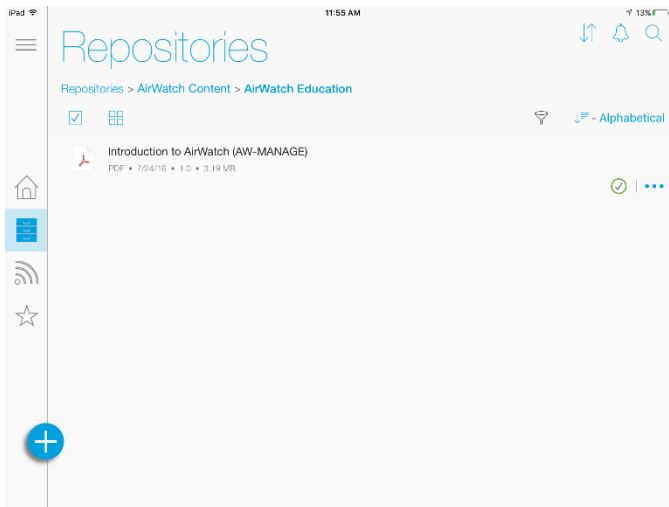 iPad 11:55 AM 13%
Repositories
Repositories > AirWatch Content > AirWatch Education
- Alphabetical
Introduction to AirWatch (AW-MANAGE)
PDF • 7/24/16 • 1.0 • 3.19 MB